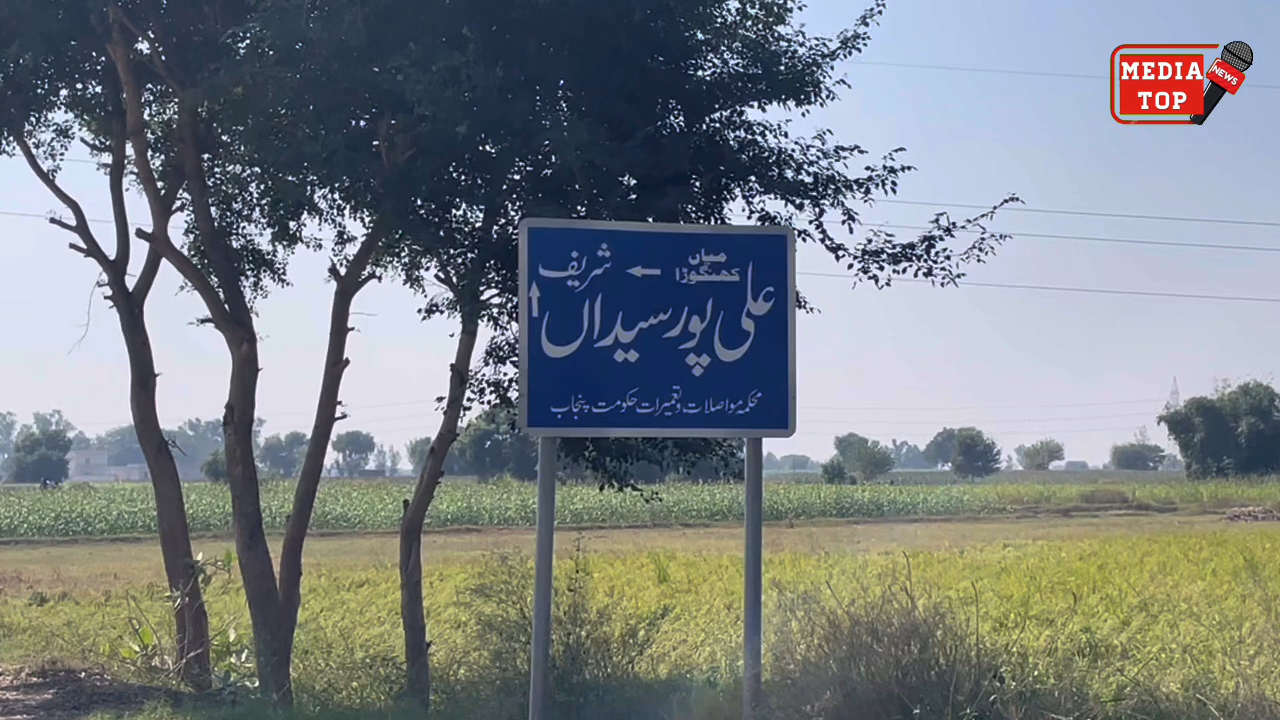 میاں ← شریف
کھنگوڑا
علی پور سیداں ↑
محکمہ مواصلات و تعمیرات حکومت پنجاب
MEDIA
TOP
NEWS